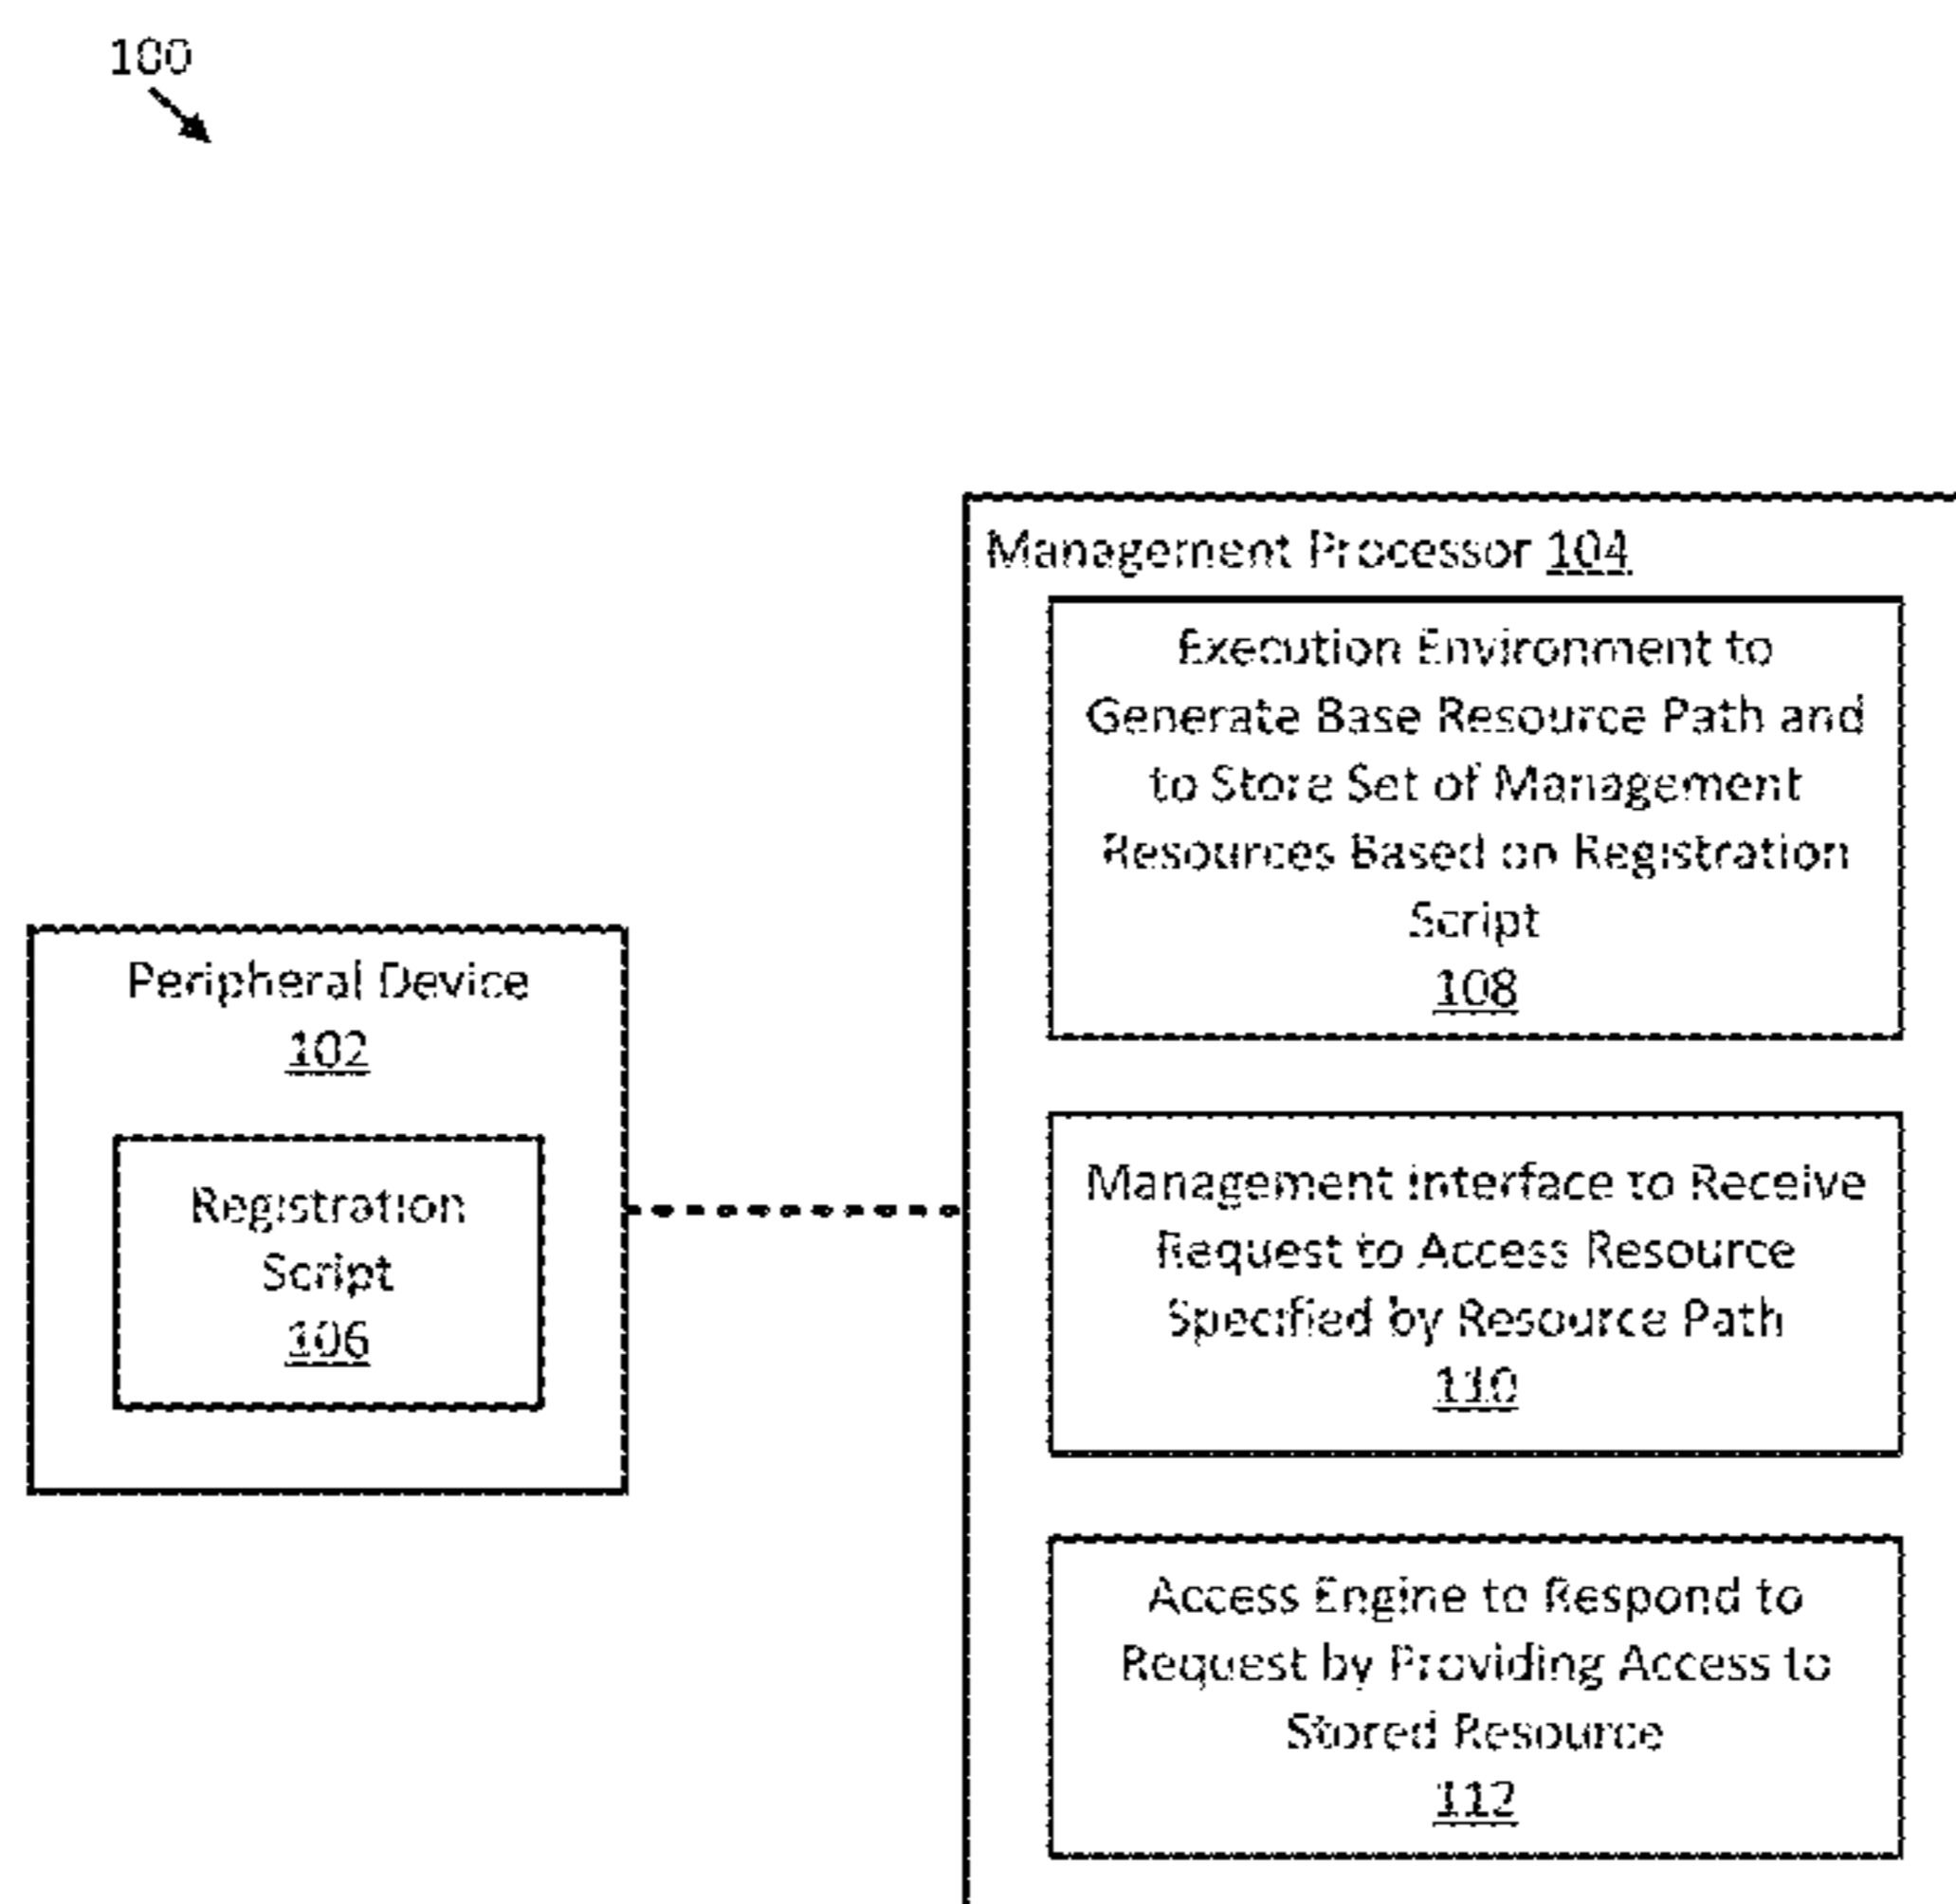 100
Management Processor 104
Execution Environment to
Generate Base Resource Path and
to Store Set of Management
Resources Based on Registration
Script
108
Peripheral Device
102
Registration
Script
106
Management Interface to Receive
Request to Access Resource
Specified by Resource Path
110
Access Engine to Respond to
Request by Providing Access to
Stored Resource
112